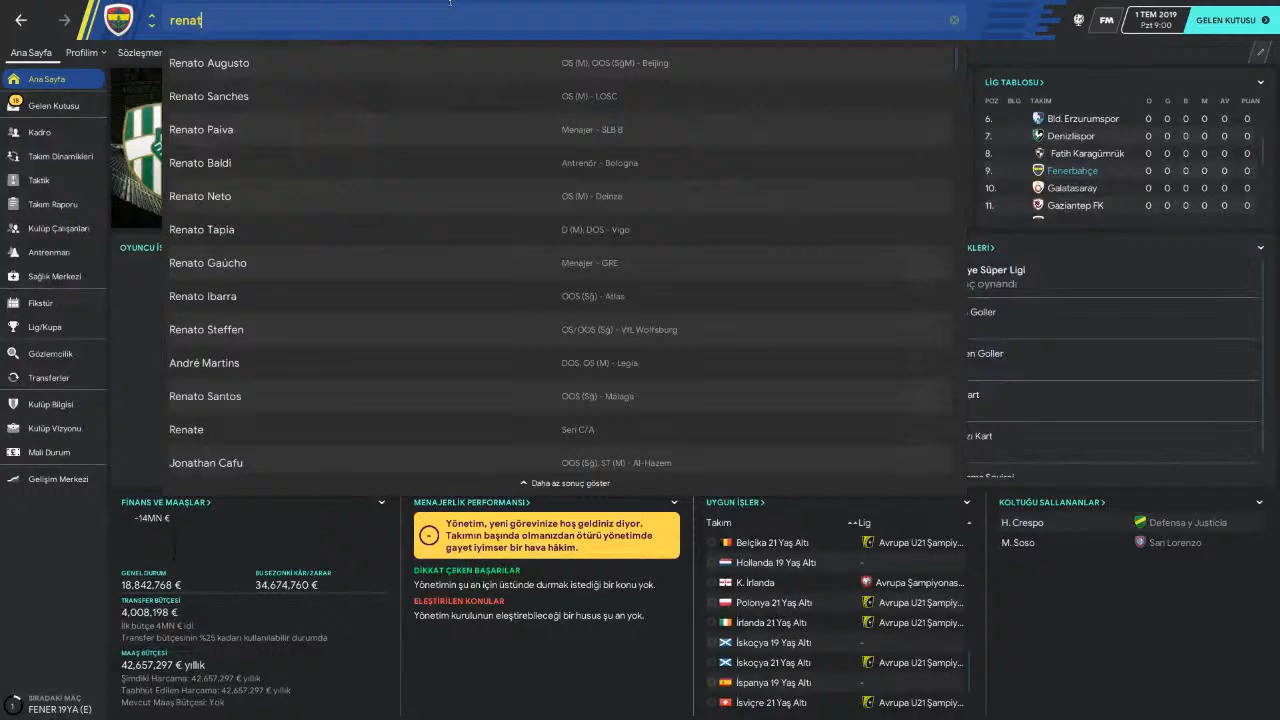 renat
FM
1 TEM 2019
Pzt 9:00
GELEN KUTUSU
Ana Sayfa
Profilim
Sözleşmer
Ana Sayfa
18
Gelen Kutusu
Kadro
Takım Dinamikleri
Taktik
Takım Raporu
Kulüp Çalışanları
Antrenman
Sağlık Merkezi
Fikstür
Lig/Kupa
Gözlemcilik
Transferler
Kulüp Bilgisi
Kulüp Vizyonu
Mali Durum
Gelişim Merkezi
SIRADAKİ MAÇ
FENER 19YA (E)
OYUNCU İS
Renato Augusto OS (M), OOS (SğM) - Beijing
Renato Sanches OS (M) - LOSC
Renato Paiva Menajer - SLB B
Renato Baldi Antrenör - Bologna
Renato Neto OS (M) - Deinze
Renato Tapia D (M), DOS - Vigo
Renato Gaúcho Menajer - GRE
Renato Ibarra OOS (Sğ) - Atlas
Renato Steffen OS/OOS (Sğ) - VfL Wolfsburg
André Martins DOS, OS (M) - Legia
Renato Santos OOS (Sğ) - Málaga
Renate Seri C/A
Jonathan Cafu OOS (Sğ), ST (M) - Al-Hazem
Daha az sonuç göster
LİG TABLOSU >
POZ BLG TAKIM O G B M AV PUAN
6. Bld. Erzurumspor 0 0 0 0 0 0
7. Denizlispor 0 0 0 0 0 0
8. Fatih Karagümrük 0 0 0 0 0 0
9. Fenerbahçe 0 0 0 0 0 0
10. Galatasaray 0 0 0 0 0 0
11. Gaziantep FK 0 0 0 0 0 0
KLERİ >
ye Süper Ligi
aç oynandı
Goller
en Goller
art
zı Kart
FİNANS VE MAAŞLAR >
-14MN €
GENEL DURUM
18,842,768 €
BU SEZONKİ KÂR/ZARAR
34,674,760 €
TRANSFER BÜTÇESİ
4,008,198 €
İlk bütçe 4MN € idi
Transfer bütçesinin %25 kadarı kullanılabilir durumda
MAAŞ BÜTÇESİ
42,657,297 € yıllık
Şimdiki Harcama: 42,657,297 € yıllık
Taahhüt Edilen Harcama: 42,657,297 € yıllık
Mevcut Maaş Bütçesi: Yok
MENAJERLİK PERFORMANSI >
Yönetim, yeni görevinize hoş geldiniz diyor.
Takımın başında olmanızdan ötürü yönetimde
gayet iyimser bir hava hâkim.
DİKKAT ÇEKEN BAŞARILAR
Yönetimin şu an için üstünde durmak istediği bir konu yok.
ELEŞTİRİLEN KONULAR
Yönetim kurulunun eleştirebileceği bir husus şu an yok.
UYGUN İŞLER >
Takım Lig
Belçika 21 Yaş Altı Avrupa U21 Şampiy...
Hollanda 19 Yaş Altı -
K. İrlanda Avrupa Şampiyonas...
Polonya 21 Yaş Altı Avrupa U21 Şampiy...
İrlanda 21 Yaş Altı Avrupa U21 Şampiy...
İskoçya 19 Yaş Altı -
İskoçya 21 Yaş Altı Avrupa U21 Şampiy...
İspanya 19 Yaş Altı -
İsviçre 21 Yaş Altı Avrupa U21 Şampiy...
KOLTUĞU SALLANANLAR >
H. Crespo Defensa y Justicia
M. Soso San Lorenzo